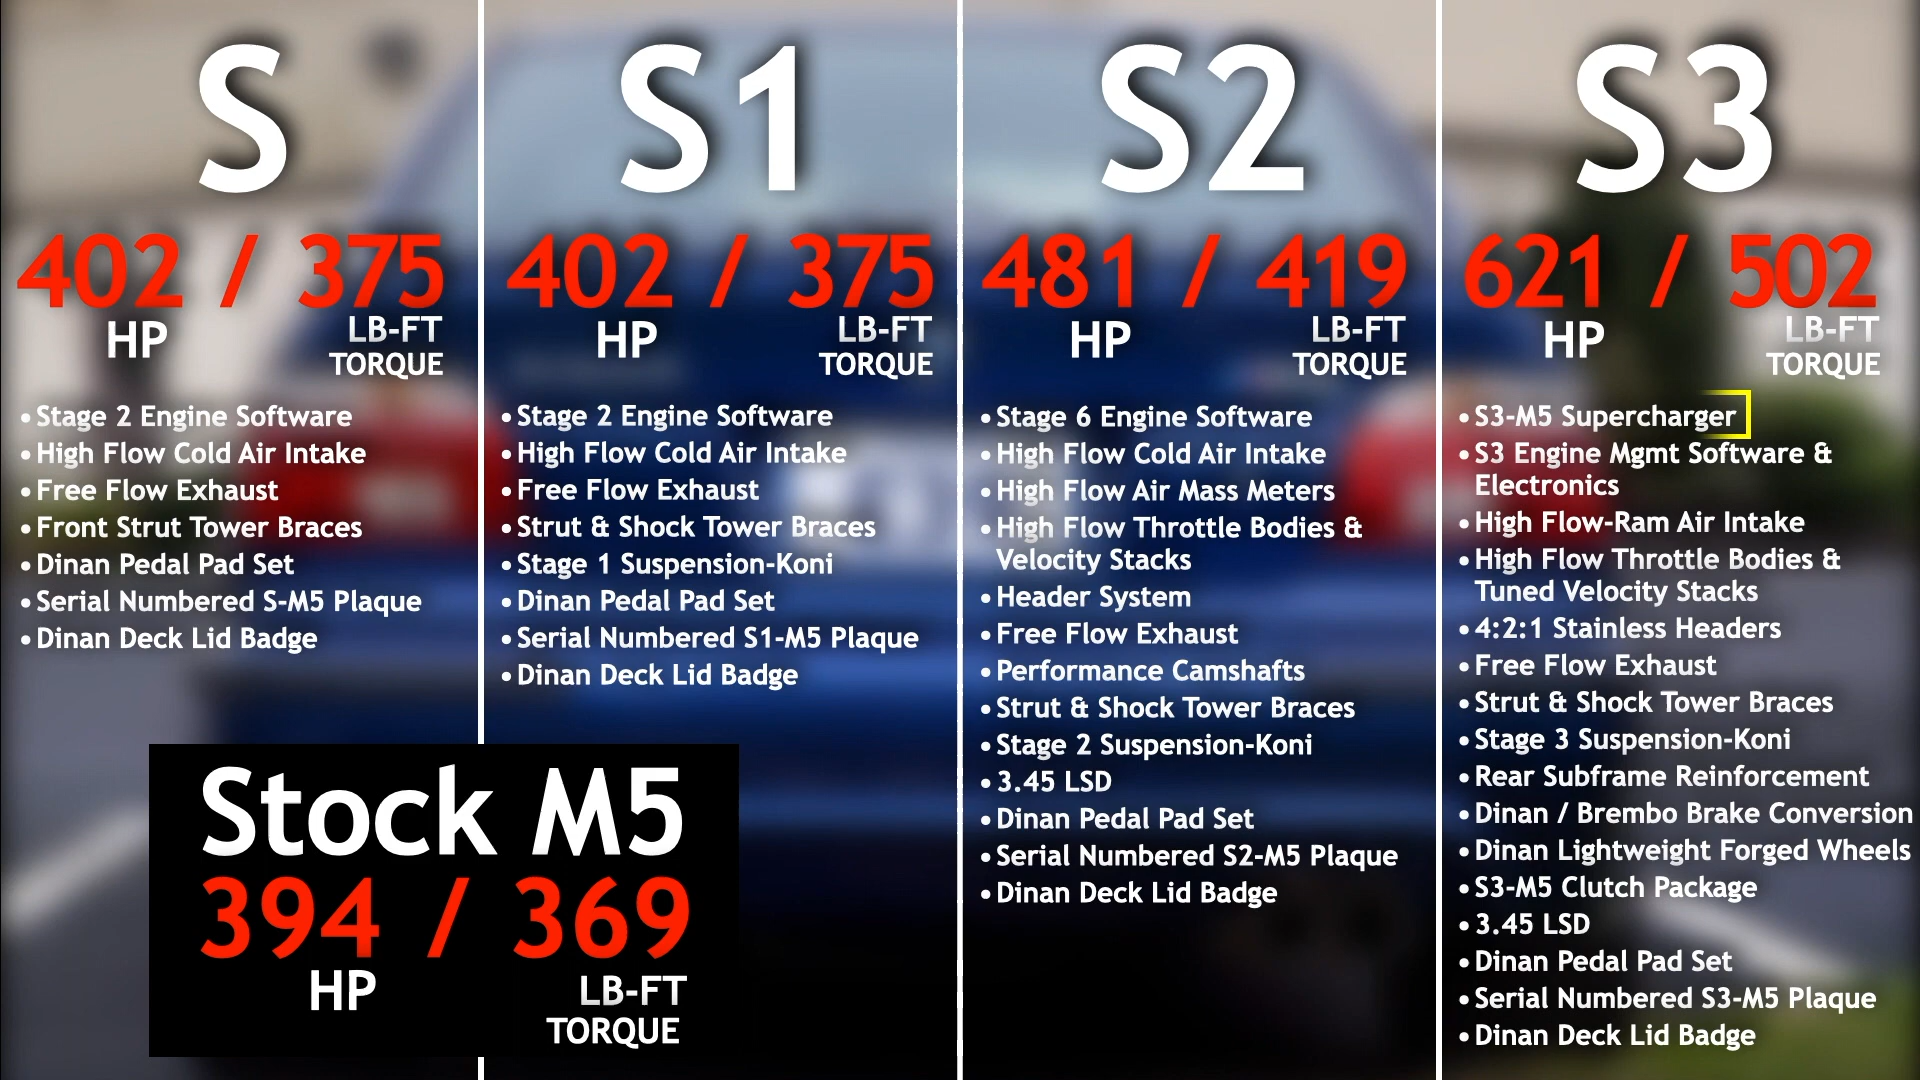 S
402 / 375
HP LB-FT
TORQUE
• Stage 2 Engine Software
• High Flow Cold Air Intake
• Free Flow Exhaust
• Front Strut Tower Braces
• Dinan Pedal Pad Set
• Serial Numbered S-M5 Plaque
• Dinan Deck Lid Badge
S1
402 / 375
HP LB-FT
TORQUE
• Stage 2 Engine Software
• High Flow Cold Air Intake
• Free Flow Exhaust
• Strut & Shock Tower Braces
• Stage 1 Suspension-Koni
• Dinan Pedal Pad Set
• Serial Numbered S1-M5 Plaque
• Dinan Deck Lid Badge
S2
481 / 419
HP LB-FT
TORQUE
• Stage 6 Engine Software
• High Flow Cold Air Intake
• High Flow Air Mass Meters
• High Flow Throttle Bodies &
Velocity Stacks
• Header System
• Free Flow Exhaust
• Performance Camshafts
• Strut & Shock Tower Braces
• Stage 2 Suspension-Koni
• 3.45 LSD
• Dinan Pedal Pad Set
• Serial Numbered S2-M5 Plaque
• Dinan Deck Lid Badge
S3
621 / 502
HP LB-FT
TORQUE
• S3-M5 Supercharger
• S3 Engine Mgmt Software &
Electronics
• High Flow-Ram Air Intake
• High Flow Throttle Bodies &
Tuned Velocity Stacks
• 4:2:1 Stainless Headers
• Free Flow Exhaust
• Strut & Shock Tower Braces
• Stage 3 Suspension-Koni
• Rear Subframe Reinforcement
• Dinan / Brembo Brake Conversion
• Dinan Lightweight Forged Wheels
• S3-M5 Clutch Package
• 3.45 LSD
• Dinan Pedal Pad Set
• Serial Numbered S3-M5 Plaque
• Dinan Deck Lid Badge
Stock M5
394 / 369
HP LB-FT
TORQUE